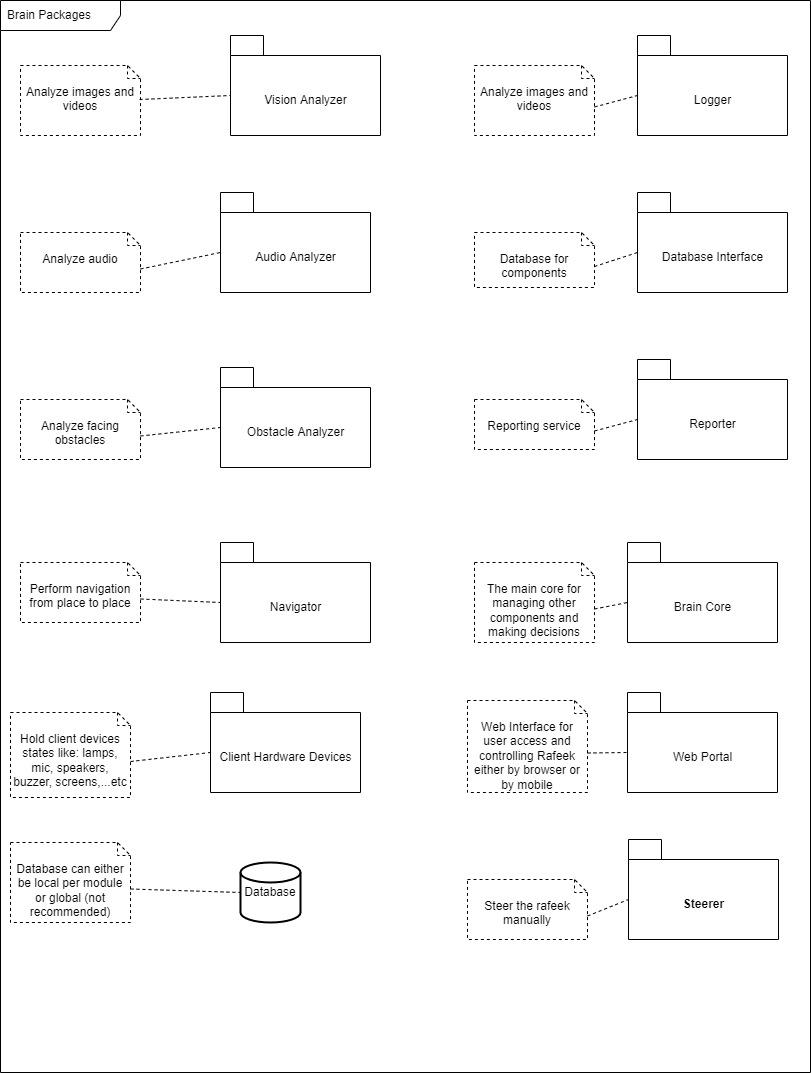 Brain Packages
Analyze images and
videos
Vision Analyzer
Analyze images and
videos
Logger
Analyze audio
Audio Analyzer
Database for
components
Database Interface
Analyze facing
obstacles
Obstacle Analyzer
Reporting service
Reporter
Perform navigation
from place to place
Navigator
The main core for
managing other
components and
making decisions
Brain Core
Hold client devices
states like: lamps,
mic, speakers,
buzzer, screens,...etc
Client Hardware Devices
Web Interface for
user access and
controlling Rafeek
either by browser or
by mobile
Web Portal
Database can either
be local per module
or global (not
recommended)
Database
Steer the rafeek
manually
Steerer